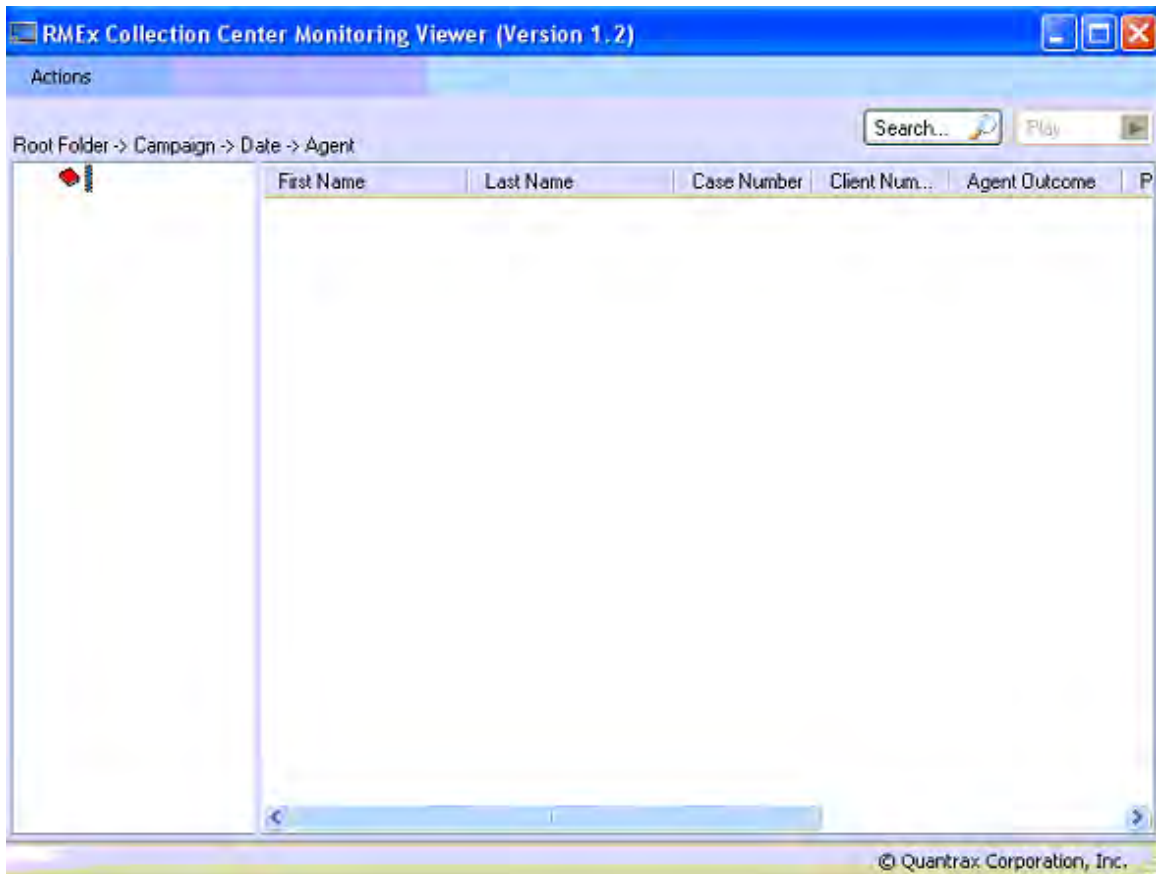 RMEx Collection Center Monitoring Viewer (Version 1.2)
Actions
Search... Play
Root Folder -> Campaign -> Date -> Agent
First Name Last Name Case Number Client Num... Agent Outcome P
© Quantrax Corporation, Inc.